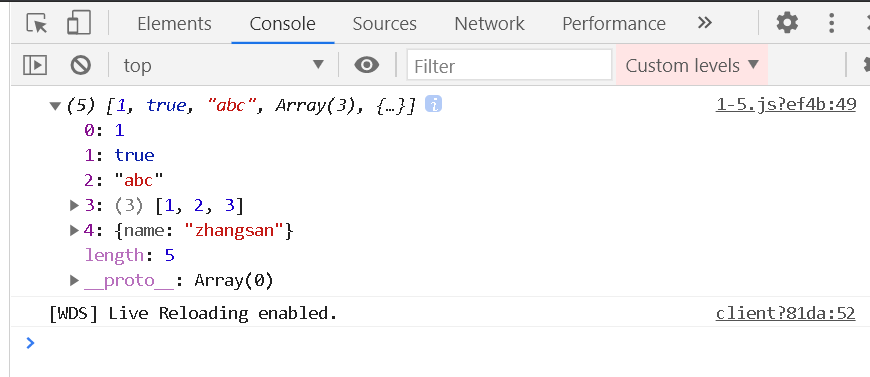 Elements Console Sources Network Performance »
top Filter Custom levels
(5) [1, true, "abc", Array(3), {…}] i 1-5.js?ef4b:49
0: 1
1: true
2: "abc"
3: (3) [1, 2, 3]
4: {name: "zhangsan"}
length: 5
__proto__: Array(0)
[WDS] Live Reloading enabled. client?81da:52